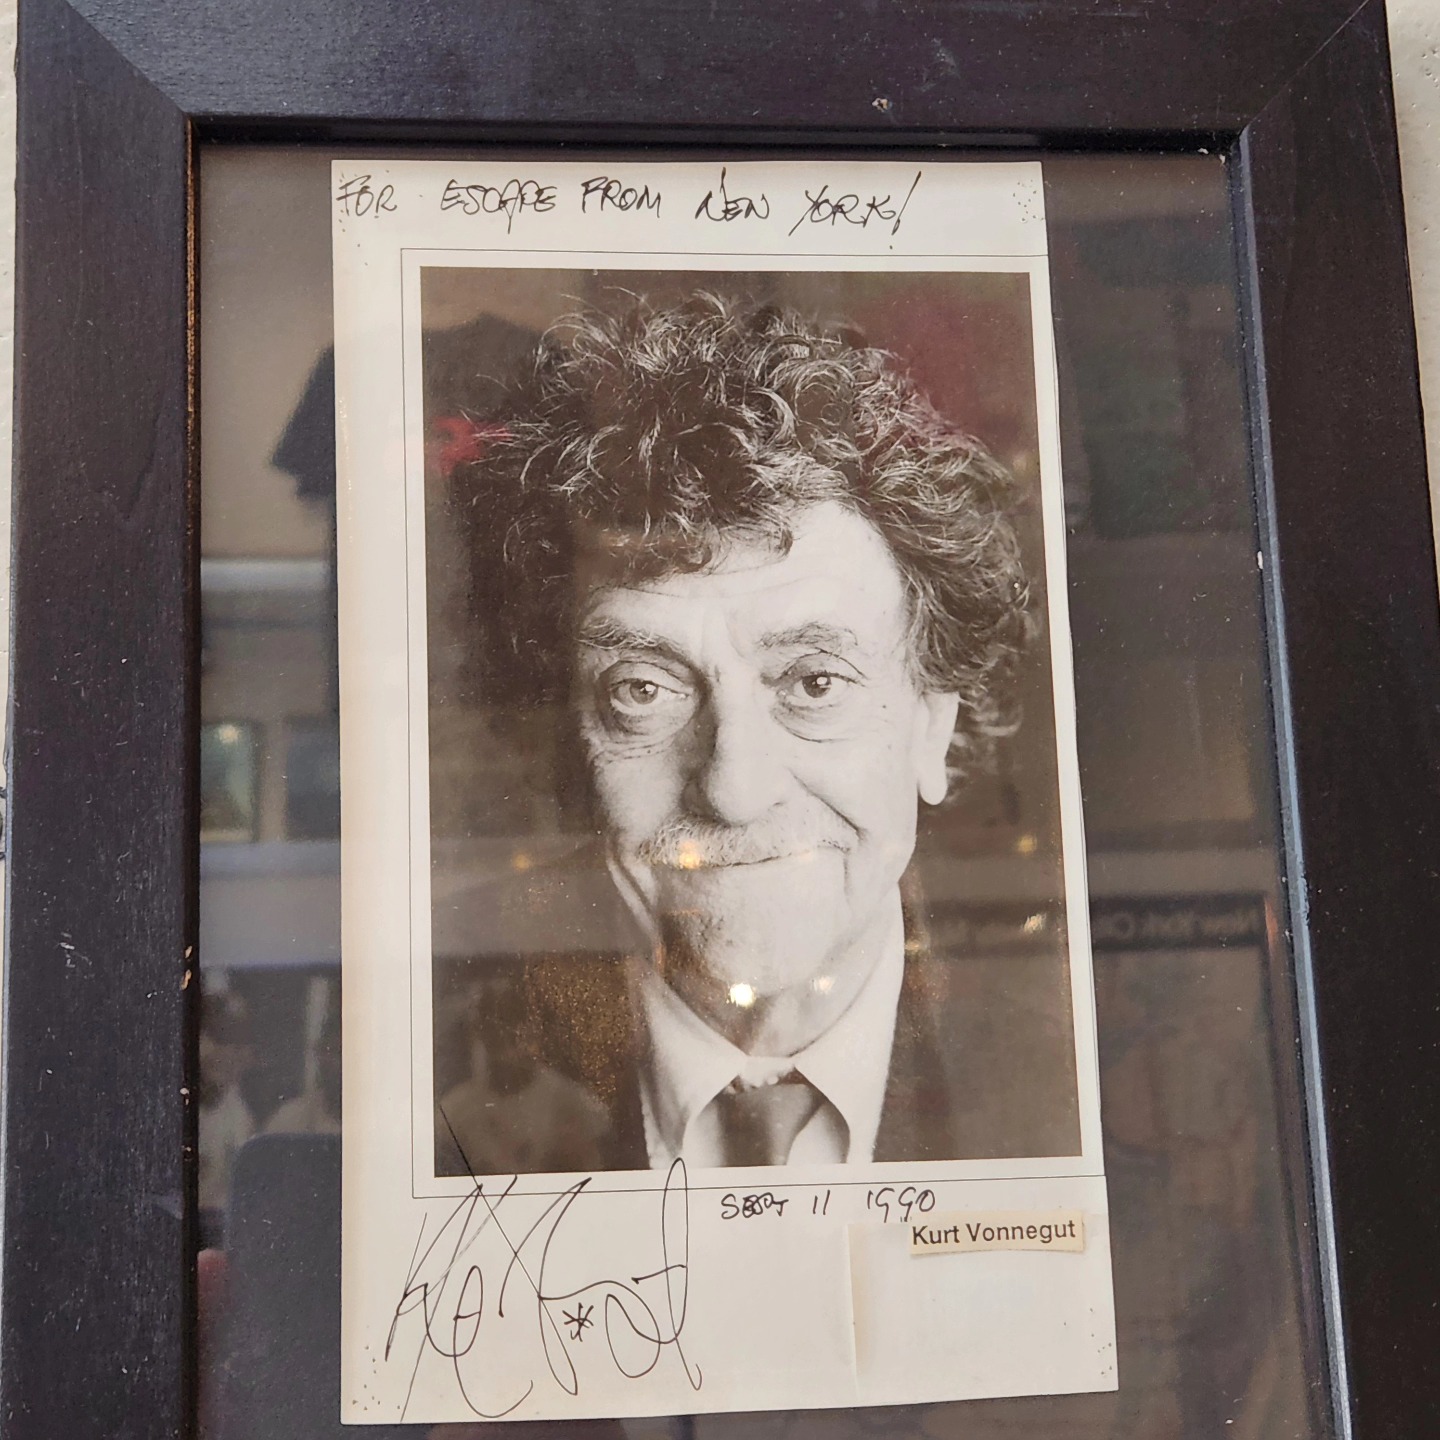 FOR ESCAPE FROM NEW YORK!
SEPT 11 1990
Kurt Vonnegut